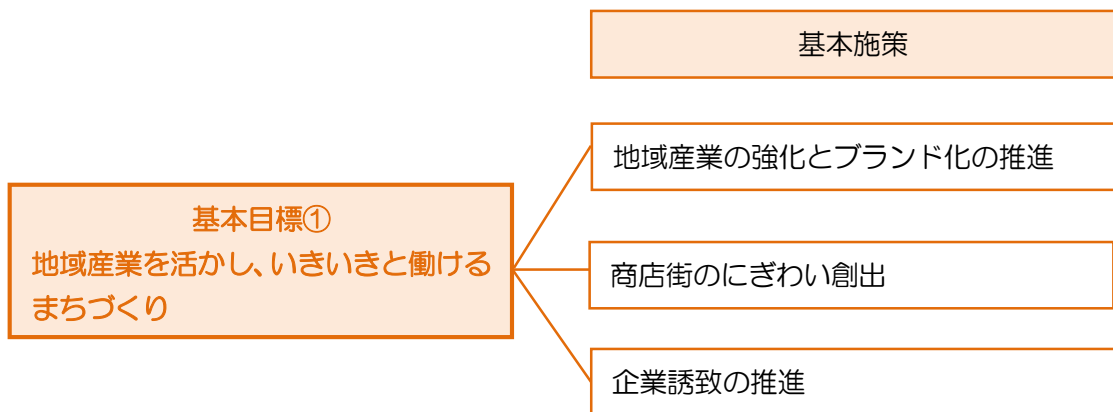 基本施策
地域産業の強化とブランド化の推進
基本目標①
地域産業を活かし、いきいきと働ける
まちづくり
商店街のにぎわい創出
企業誘致の推進